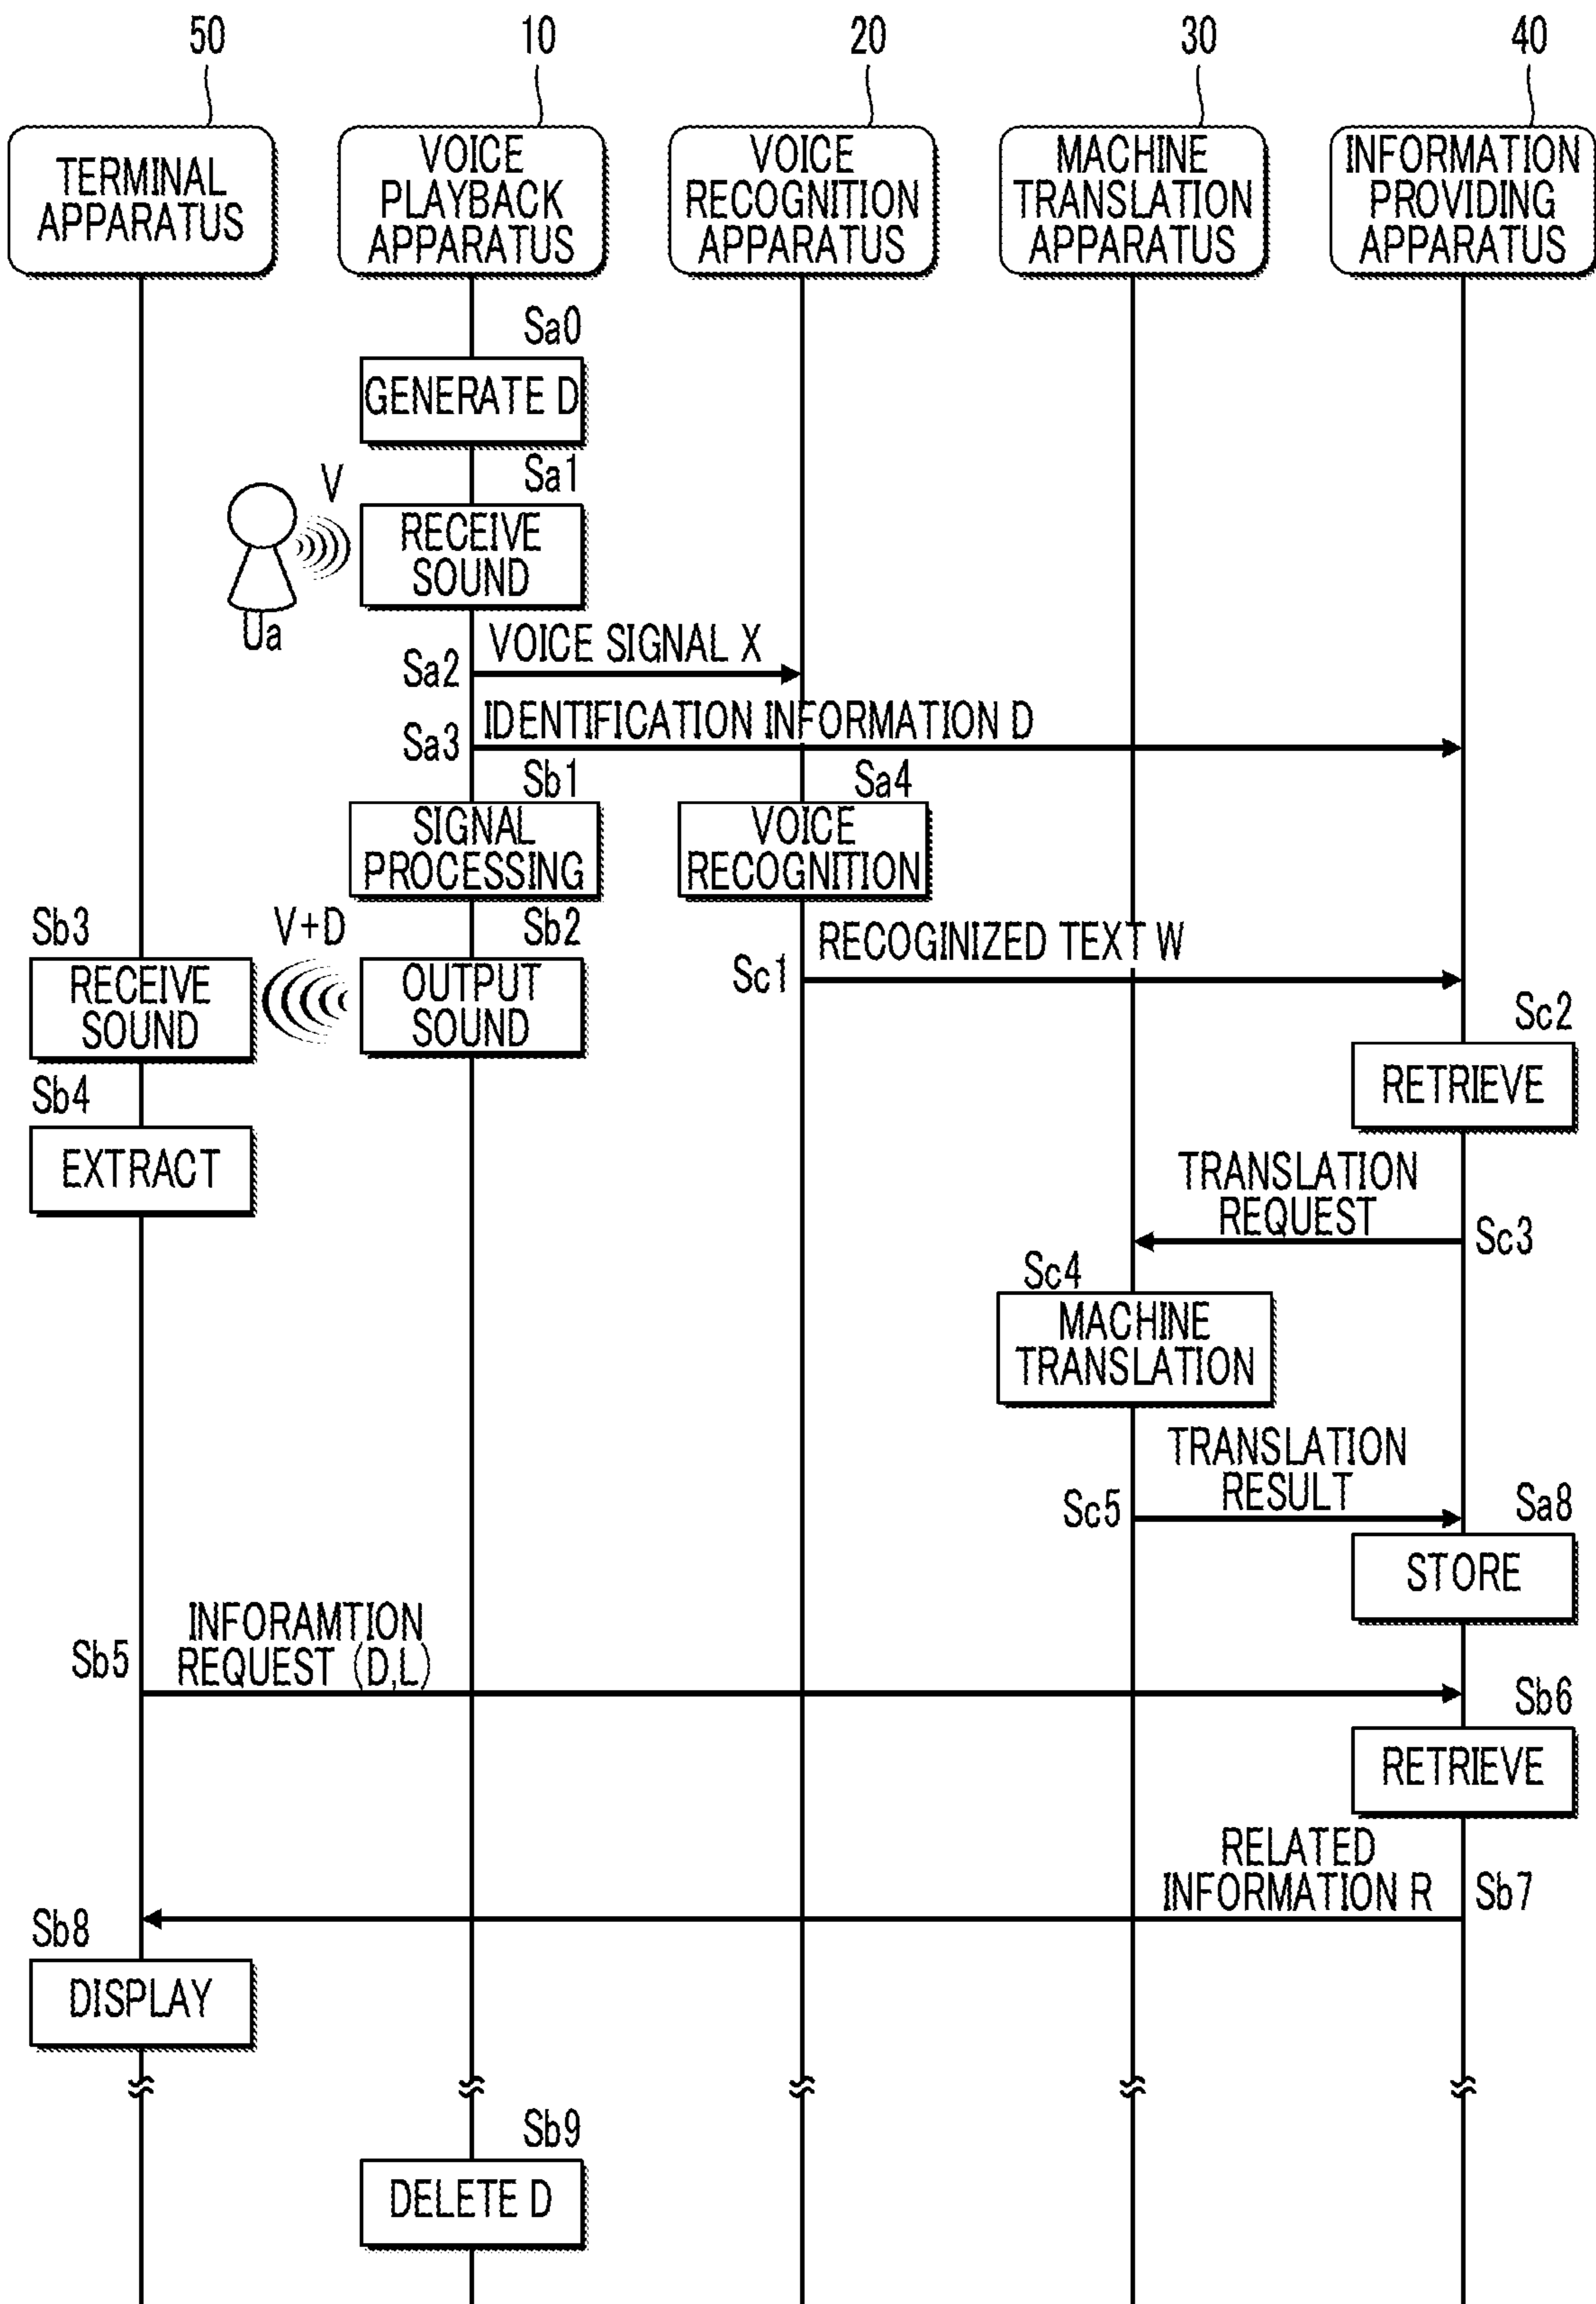 50
10
20
30
40
TERMINAL
APPARATUS
VOICE
PLAYBACK
APPARATUS
VOICE
RECOGNITION
APPARATUS
MACHINE
TRANSLATION
APPARATUS
INFORMATION
PROVIDING
APPARATUS
Sa0
GENERATE D
V
Ua
Sa1
RECEIVE
SOUND
Sa2
VOICE SIGNAL X
Sa3
IDENTIFICATION INFORMATION D
Sb1
SIGNAL
PROCESSING
Sa4
VOICE
RECOGNITION
Sb3
RECEIVE
SOUND
V+D
Sb2
OUTPUT
SOUND
Sc1
RECOGINIZED TEXT W
Sc2
RETRIEVE
Sb4
EXTRACT
TRANSLATION
REQUEST
Sc3
Sc4
MACHINE
TRANSLATION
TRANSLATION
RESULT
Sc5
Sa8
STORE
Sb5
INFORAMTION
REQUEST (D,L)
Sb6
RETRIEVE
RELATED
INFORMATION R
Sb7
Sb8
DISPLAY
Sb9
DELETE D